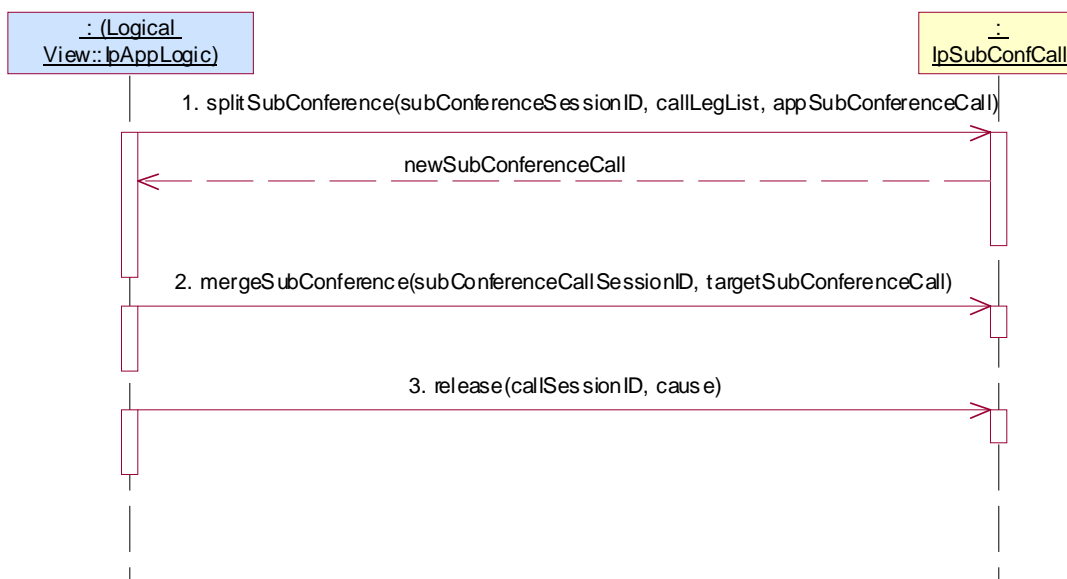 : (Logical
View::IpAppLogic)
:
IpSubConfCall
1. splitSubConference(subConferenceSessionID, callLegList, appSubConferenceCall)
newSubConferenceCall
2. mergeSubConference(subConferenceCallSessionID, targetSubConferenceCall)
3. release(callSessionID, cause)